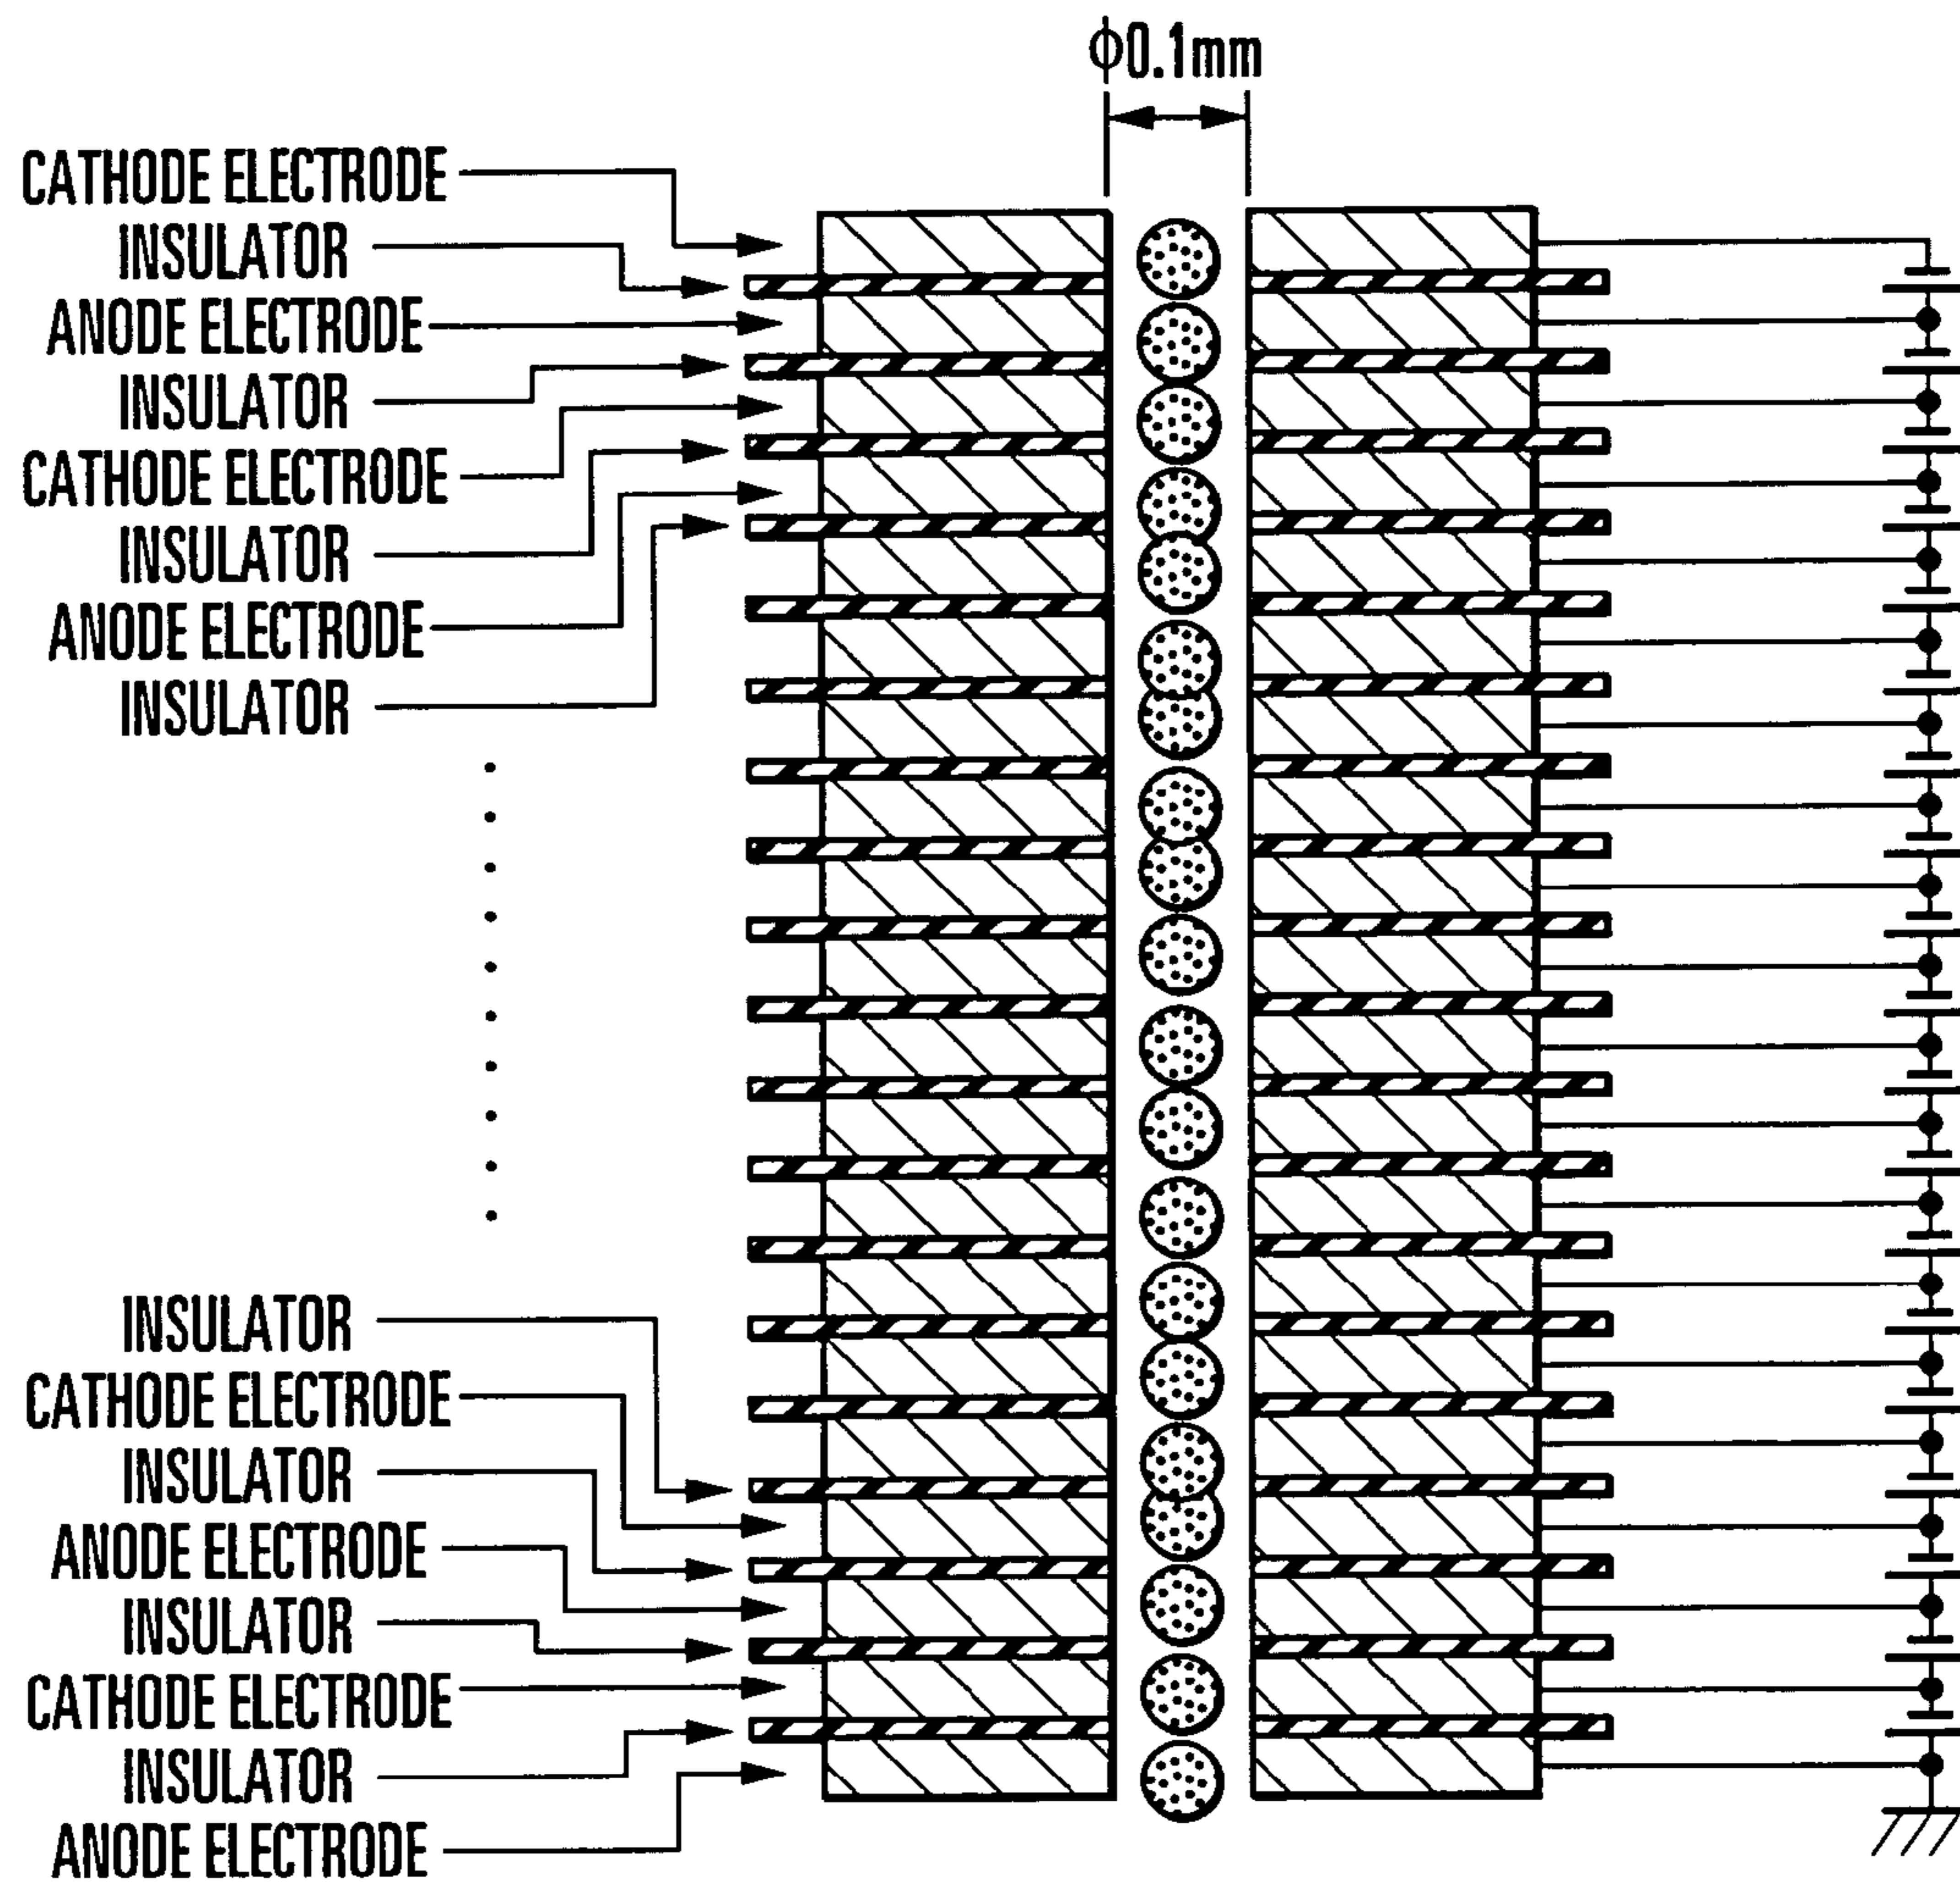 ϕ0.1mm
CATHODE ELECTRODE
INSULATOR
ANODE ELECTRODE
INSULATOR
CATHODE ELECTRODE
INSULATOR
ANODE ELECTRODE
INSULATOR
INSULATOR
CATHODE ELECTRODE
INSULATOR
ANODE ELECTRODE
INSULATOR
CATHODE ELECTRODE
INSULATOR
ANODE ELECTRODE